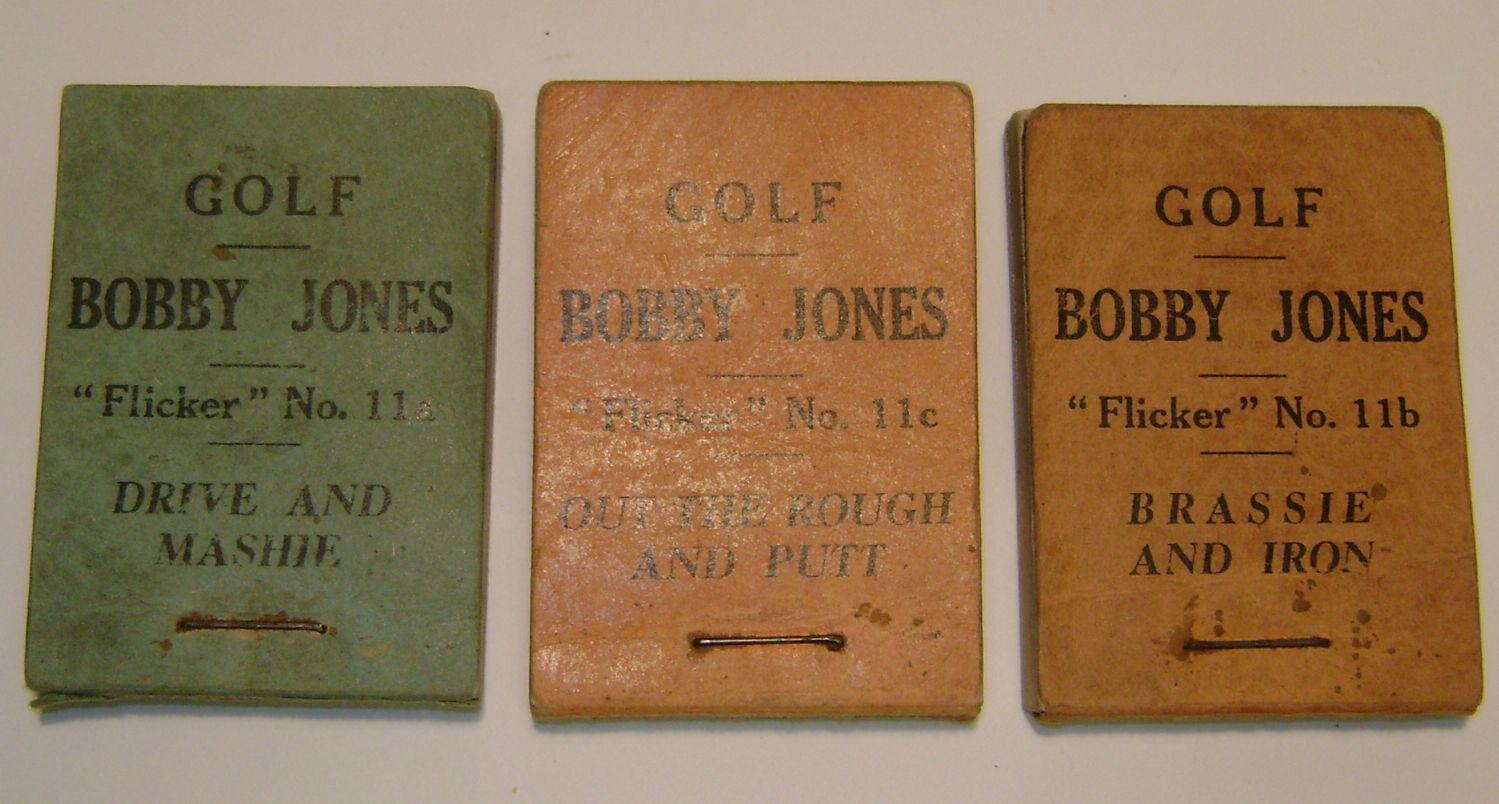 GOLF
BOBBY JONES
"Flicker" No. 11a
DRIVE AND
MASHIE
GOLF
BOBBY JONES
"Flicker" No. 11c
OUT THE ROUGH
AND PUTT
GOLF
BOBBY JONES
"Flicker" No. 11b
BRASSIE
AND IRON